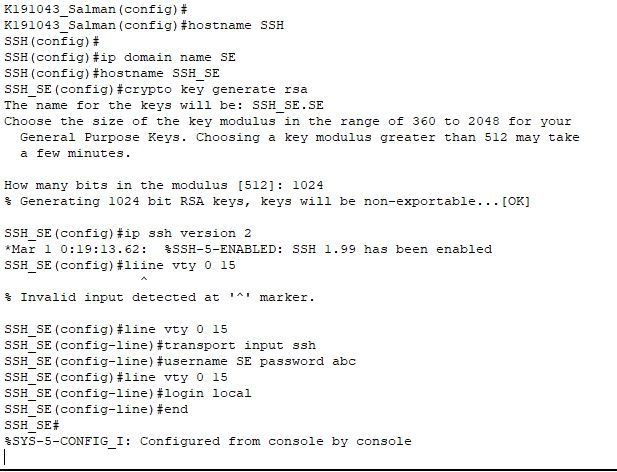 K191043_Salman(config)#
K191043_Salman(config)#hostname SSH
SSH(config)#
SSH(config)#ip domain name SE
SSH(config)#hostname SSH_SE
SSH_SE(config)#crypto key generate rsa
The name for the keys will be: SSH_SE.SE
Choose the size of the key modulus in the range of 360 to 2048 for your
  General Purpose Keys. Choosing a key modulus greater than 512 may take
  a few minutes.

How many bits in the modulus [512]: 1024
% Generating 1024 bit RSA keys, keys will be non-exportable...[OK]

SSH_SE(config)#ip ssh version 2
*Mar 1 0:19:13.62:  %SSH-5-ENABLED: SSH 1.99 has been enabled
SSH_SE(config)#liine vty 0 15
                 ^
% Invalid input detected at '^' marker.

SSH_SE(config)#line vty 0 15
SSH_SE(config-line)#transport input ssh
SSH_SE(config-line)#username SE password abc
SSH_SE(config)#line vty 0 15
SSH_SE(config-line)#login local
SSH_SE(config-line)#end
SSH_SE#
%SYS-5-CONFIG_I: Configured from console by console